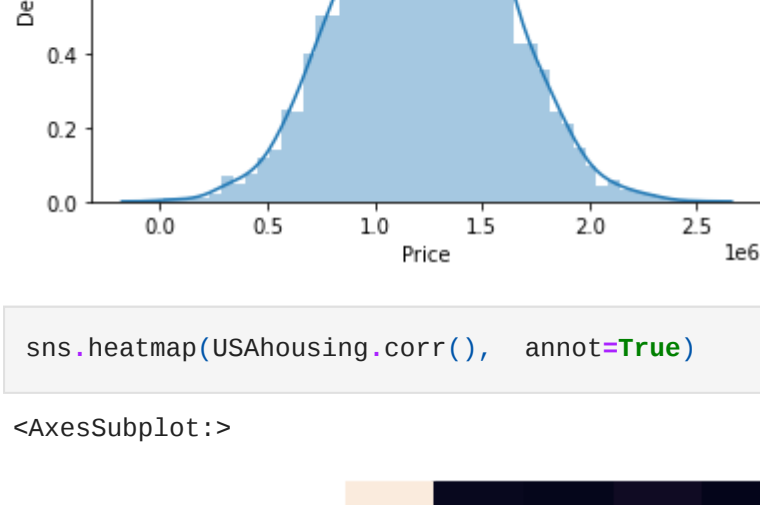 De
0.4
0.2
0.0
0.0 0.5 1.0 1.5 2.0 2.5
Price 1e6
sns.heatmap(USAhousing.corr(),  annot=True)
<AxesSubplot:>